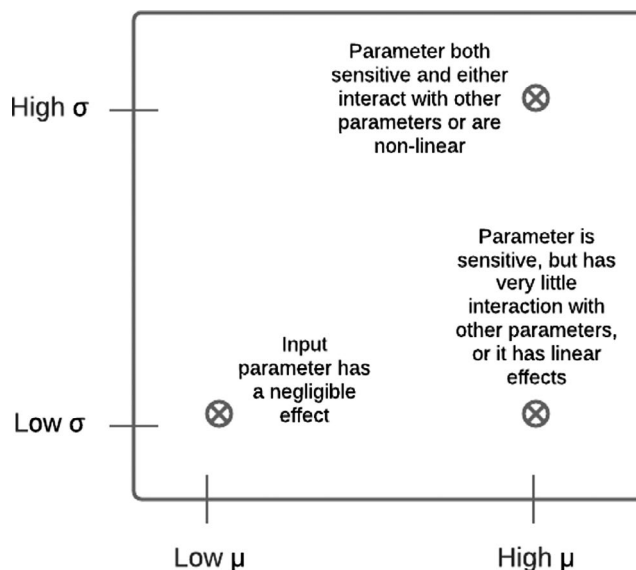 High σ
Parameter both
sensitive and either
interact with other
parameters or are
non-linear
Parameter is
sensitive, but has
very little
interaction with
other parameters,
or it has linear
effects
Input
parameter has
a negligible
effect
Low σ
Low μ
High μ